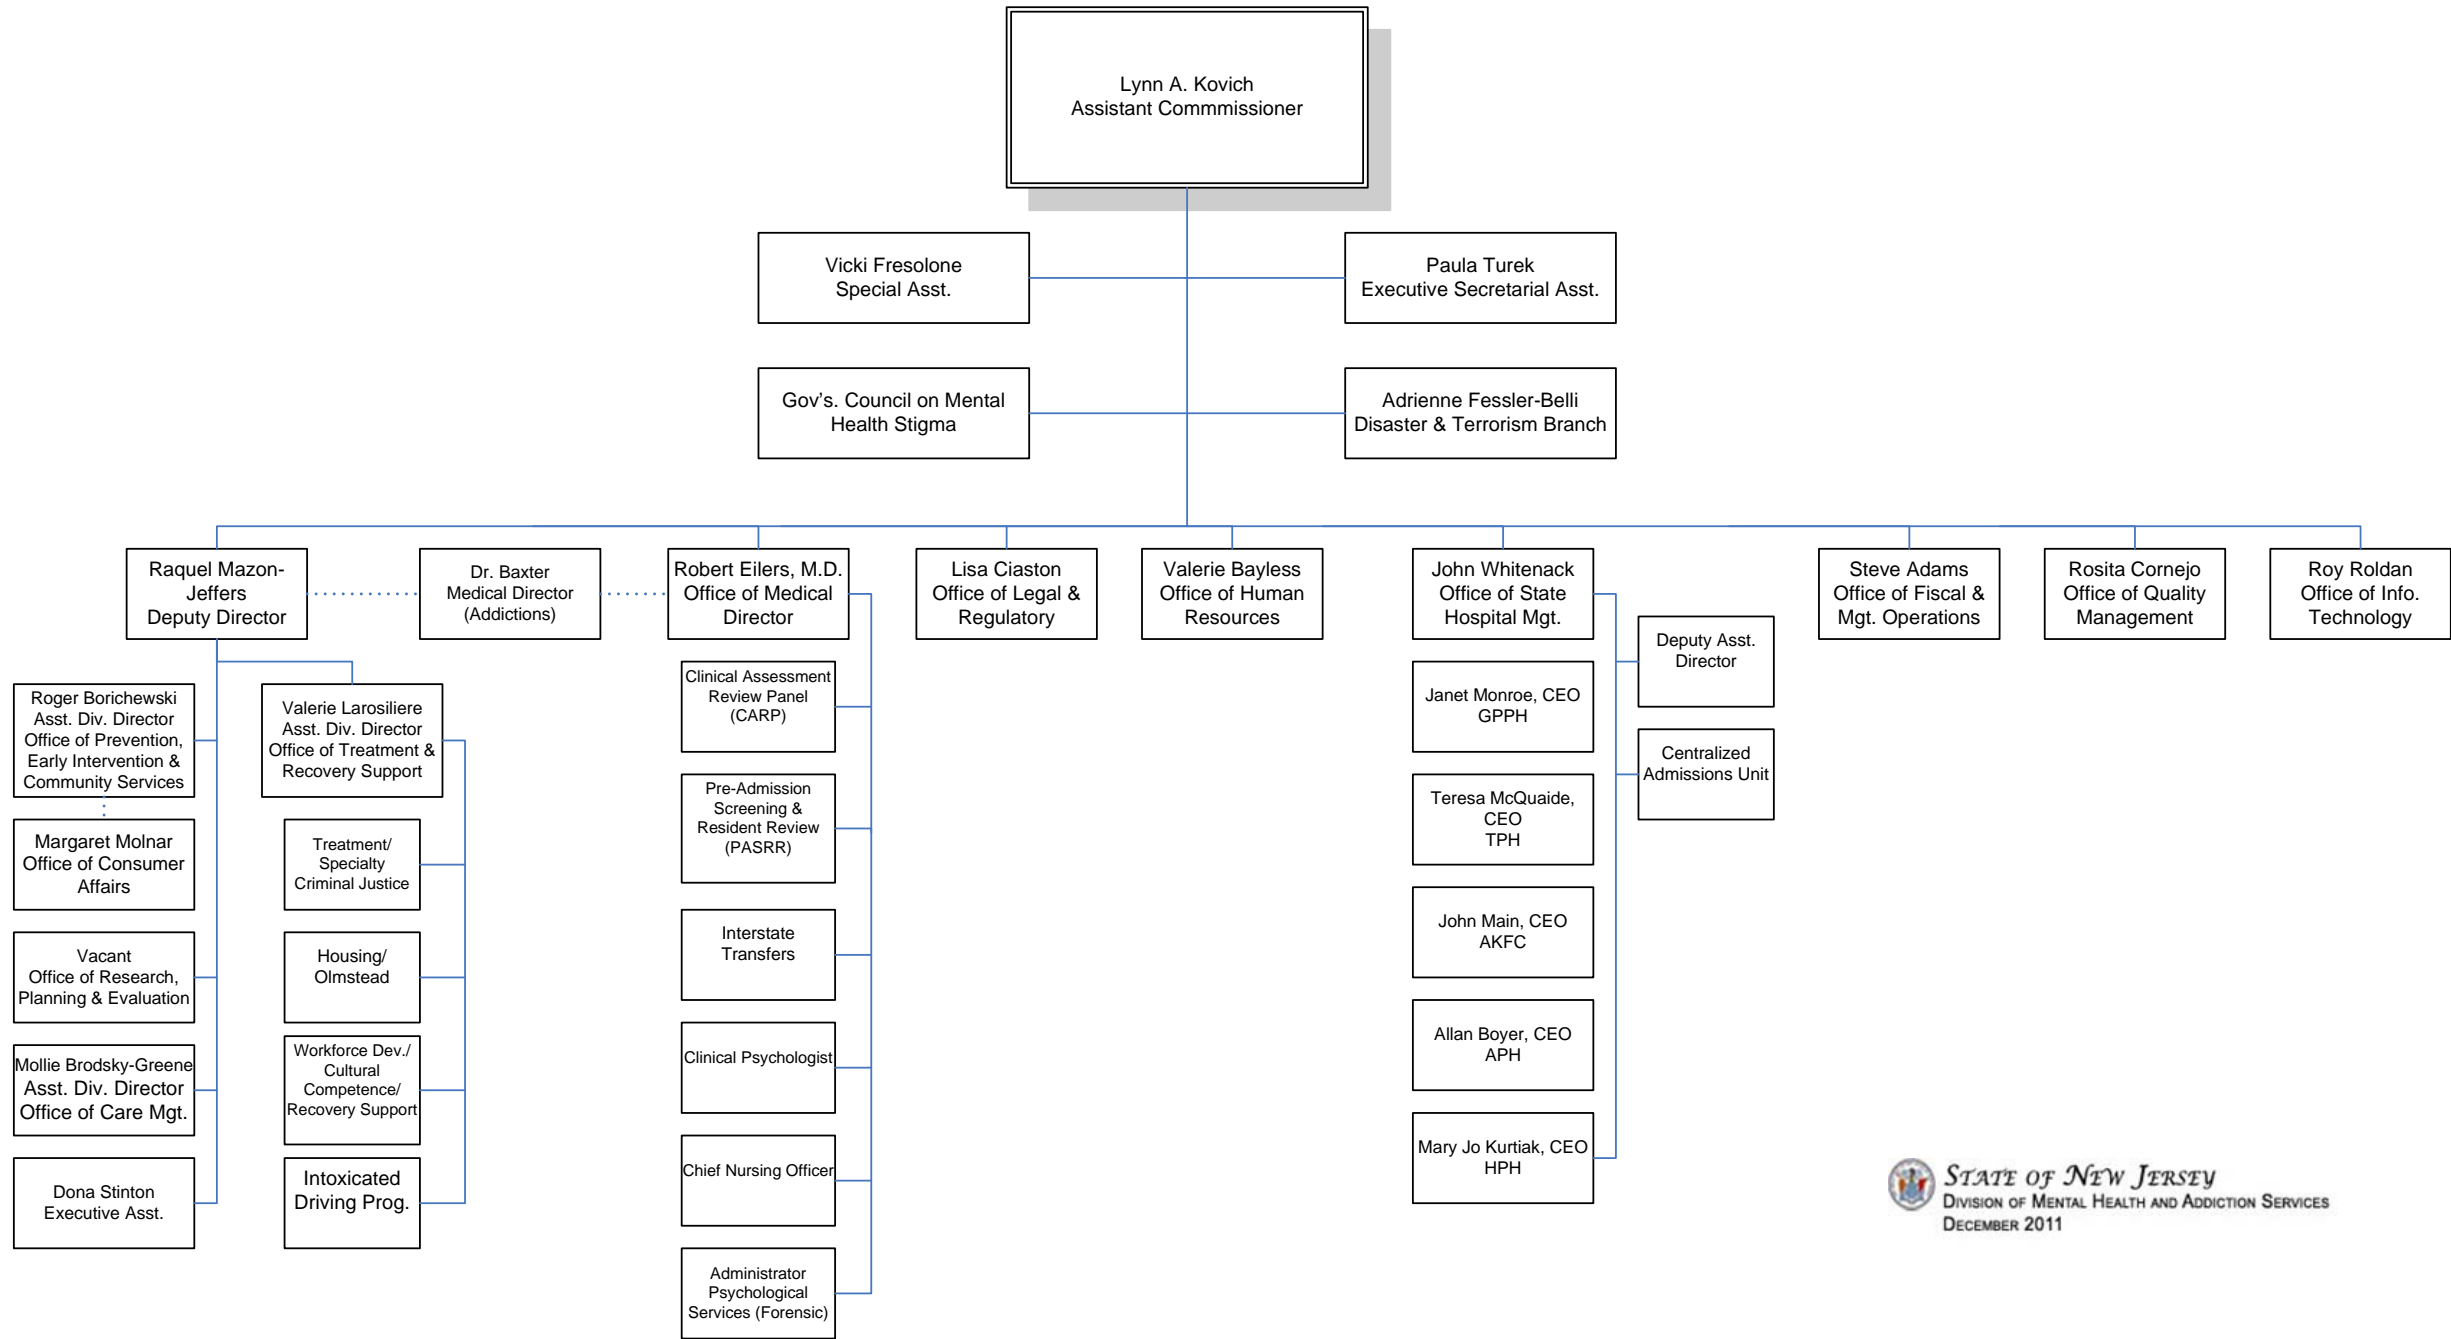 Lynn A. Kovich
Assistant Commmissioner
Vicki Fresolone
Special Asst.
Paula Turek
Executive Secretarial Asst.
Gov's. Council on Mental
Health Stigma
Adrienne Fessler-Belli
Disaster & Terrorism Branch
Raquel Mazon-
Jeffers
Deputy Director
Dr. Baxter
Medical Director
(Addictions)
Robert Eilers, M.D.
Office of Medical
Director
Lisa Ciaston
Office of Legal &
Regulatory
Valerie Bayless
Office of Human
Resources
John Whitenack
Office of State
Hospital Mgt.
Steve Adams
Office of Fiscal &
Mgt. Operations
Rosita Cornejo
Office of Quality
Management
Roy Roldan
Office of Info.
Technology
Roger Borichewski
Asst. Div. Director
Office of Prevention,
Early Intervention &
Community Services
Margaret Molnar
Office of Consumer
Affairs
Vacant
Office of Research,
Planning & Evaluation
Mollie Brodsky-Greene
Asst. Div. Director
Office of Care Mgt.
Dona Stinton
Executive Asst.
Valerie Larosiliere
Asst. Div. Director
Office of Treatment &
Recovery Support
Treatment/
Specialty
Criminal Justice
Housing/
Olmstead
Workforce Dev./
Cultural
Competence/
Recovery Support
Intoxicated
Driving Prog.
Clinical Assessment
Review Panel
(CARP)
Pre-Admission
Screening &
Resident Review
(PASRR)
Interstate
Transfers
Clinical Psychologist
Chief Nursing Officer
Administrator
Psychological
Services (Forensic)
Janet Monroe, CEO
GPPH
Teresa McQuaide,
CEO
TPH
John Main, CEO
AKFC
Allan Boyer, CEO
APH
Mary Jo Kurtiak, CEO
HPH
Deputy Asst.
Director
Centralized
Admissions Unit
STATE OF NEW JERSEY
DIVISION OF MENTAL HEALTH AND ADDICTION SERVICES
DECEMBER 2011